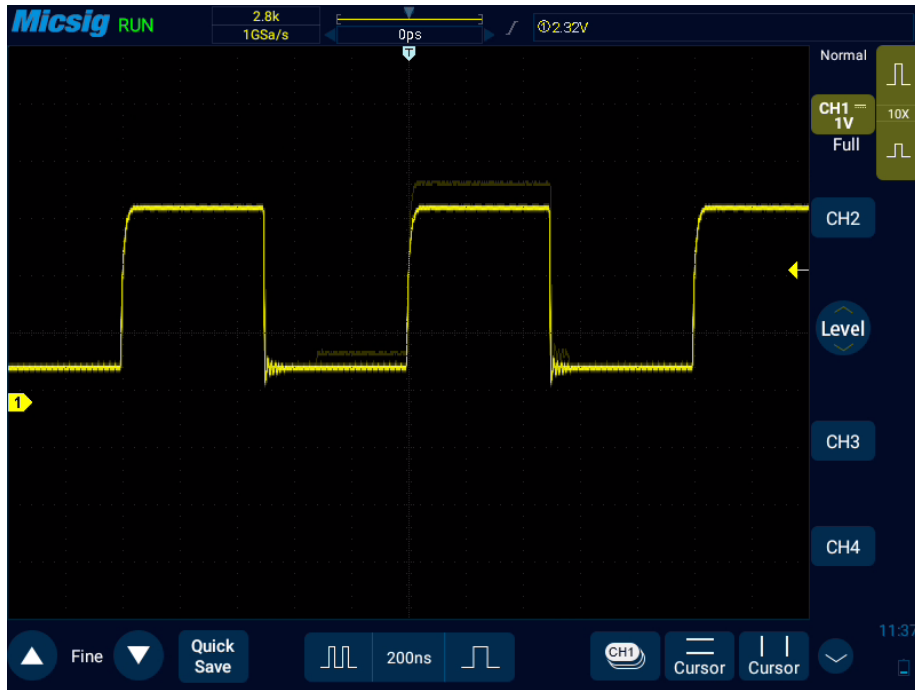 Micsig RUN
2.8k
1GSa/s
0ps
①2.32V
T
Normal
CH1
1V
10X
Full
CH2
Level
1
CH3
CH4
Fine
Quick
Save
200ns
CH1
Cursor
Cursor
11:37